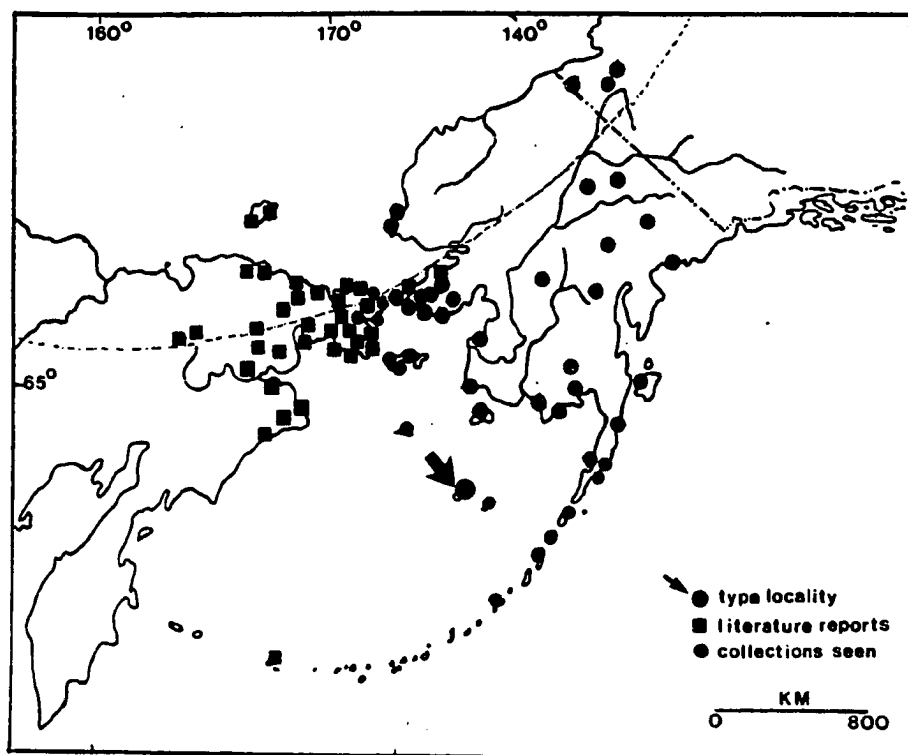 160° 170° 140°
65°
type locality
literature reports
collections seen
KM
0 800